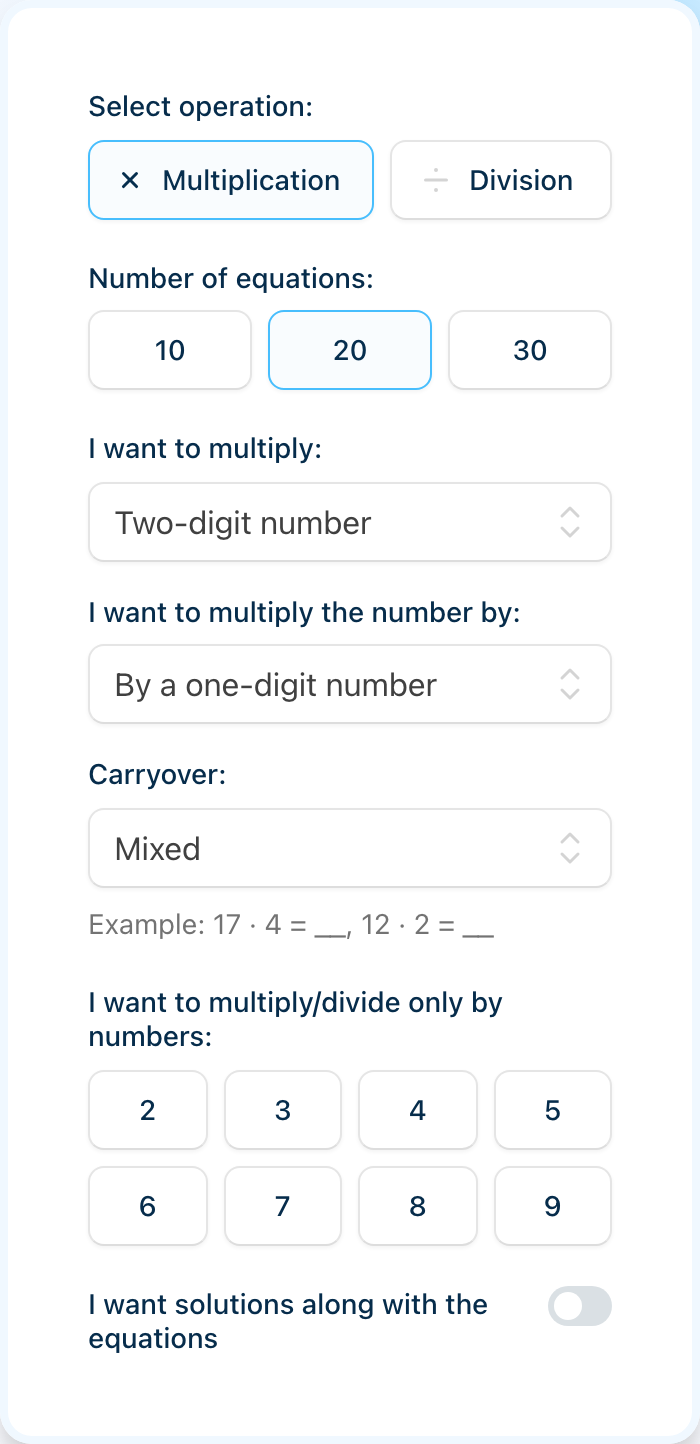 Select operation:
× Multiplication ÷ Division
Number of equations:
10 20 30
I want to multiply:
Two-digit number
I want to multiply the number by:
By a one-digit number
Carryover:
Mixed
Example: 17 · 4 = __, 12 · 2 = __
I want to multiply/divide only by
numbers:
2 3 4 5
6 7 8 9
I want solutions along with the
equations